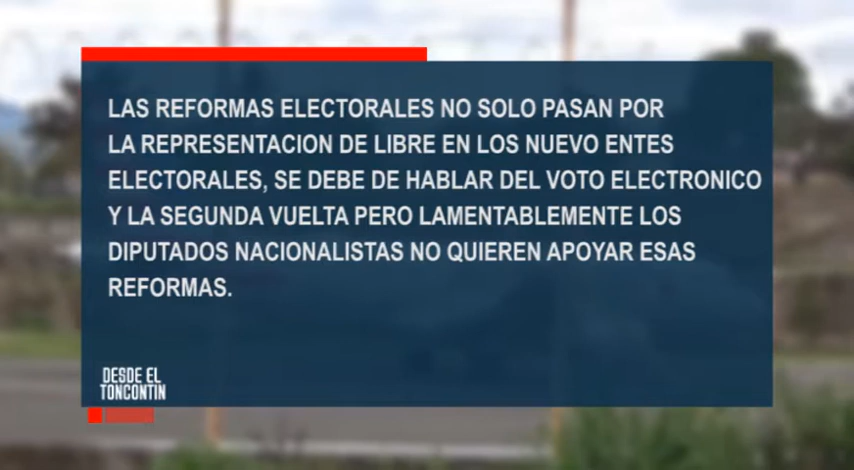 LAS REFORMAS ELECTORALES NO SOLO PASAN POR
LA REPRESENTACION DE LIBRE EN LOS NUEVO ENTES
ELECTORALES, SE DEBE DE HABLAR DEL VOTO ELECTRONICO
Y LA SEGUNDA VUELTA PERO LAMENTABLEMENTE LOS
DIPUTADOS NACIONALISTAS NO QUIEREN APOYAR ESAS
REFORMAS.
DESDE EL
TONCONTIN